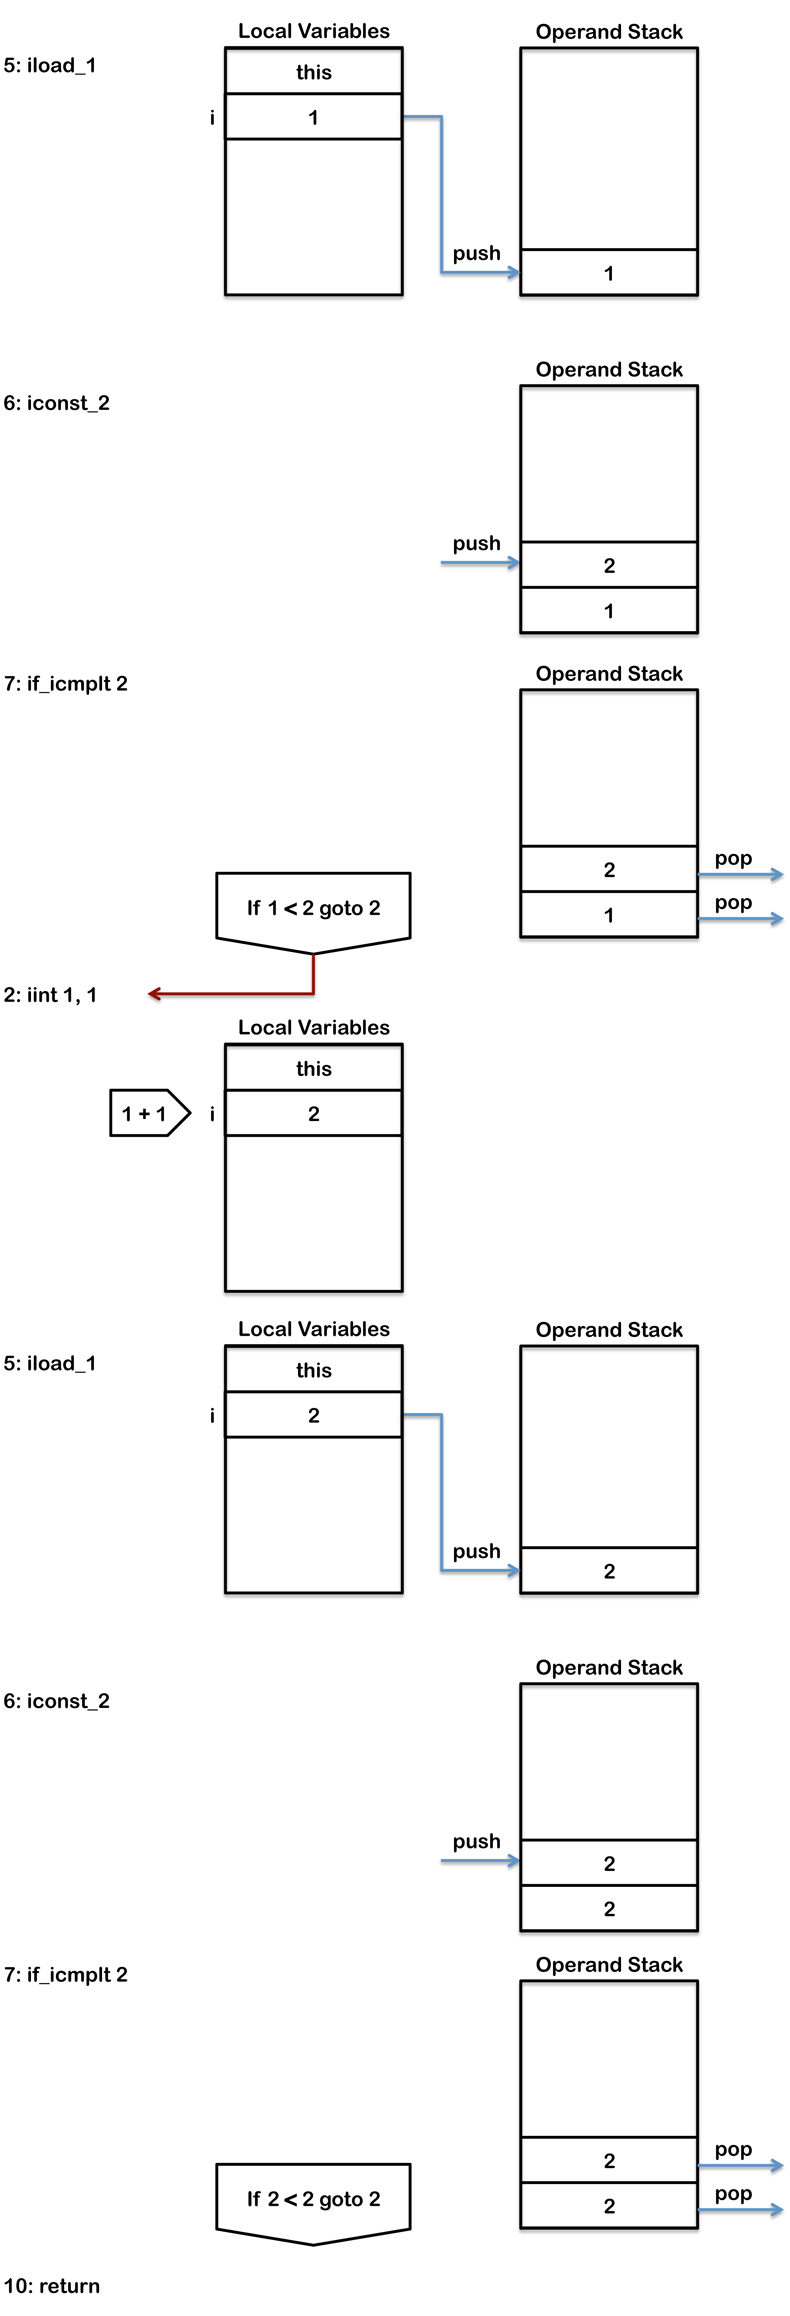 Local Variables Operand Stack
5: iload_1
this
i 1
push
1
Operand Stack
6: iconst_2
push
2
1
Operand Stack
7: if_icmplt 2
2 pop
If 1 < 2 goto 2
1 pop
2: iint 1, 1
Local Variables
this
1 + 1 i 2
Local Variables Operand Stack
5: iload_1
this
i 2
push
2
Operand Stack
6: iconst_2
push
2
2
Operand Stack
7: if_icmplt 2
2 pop
If 2 < 2 goto 2
2 pop
10: return